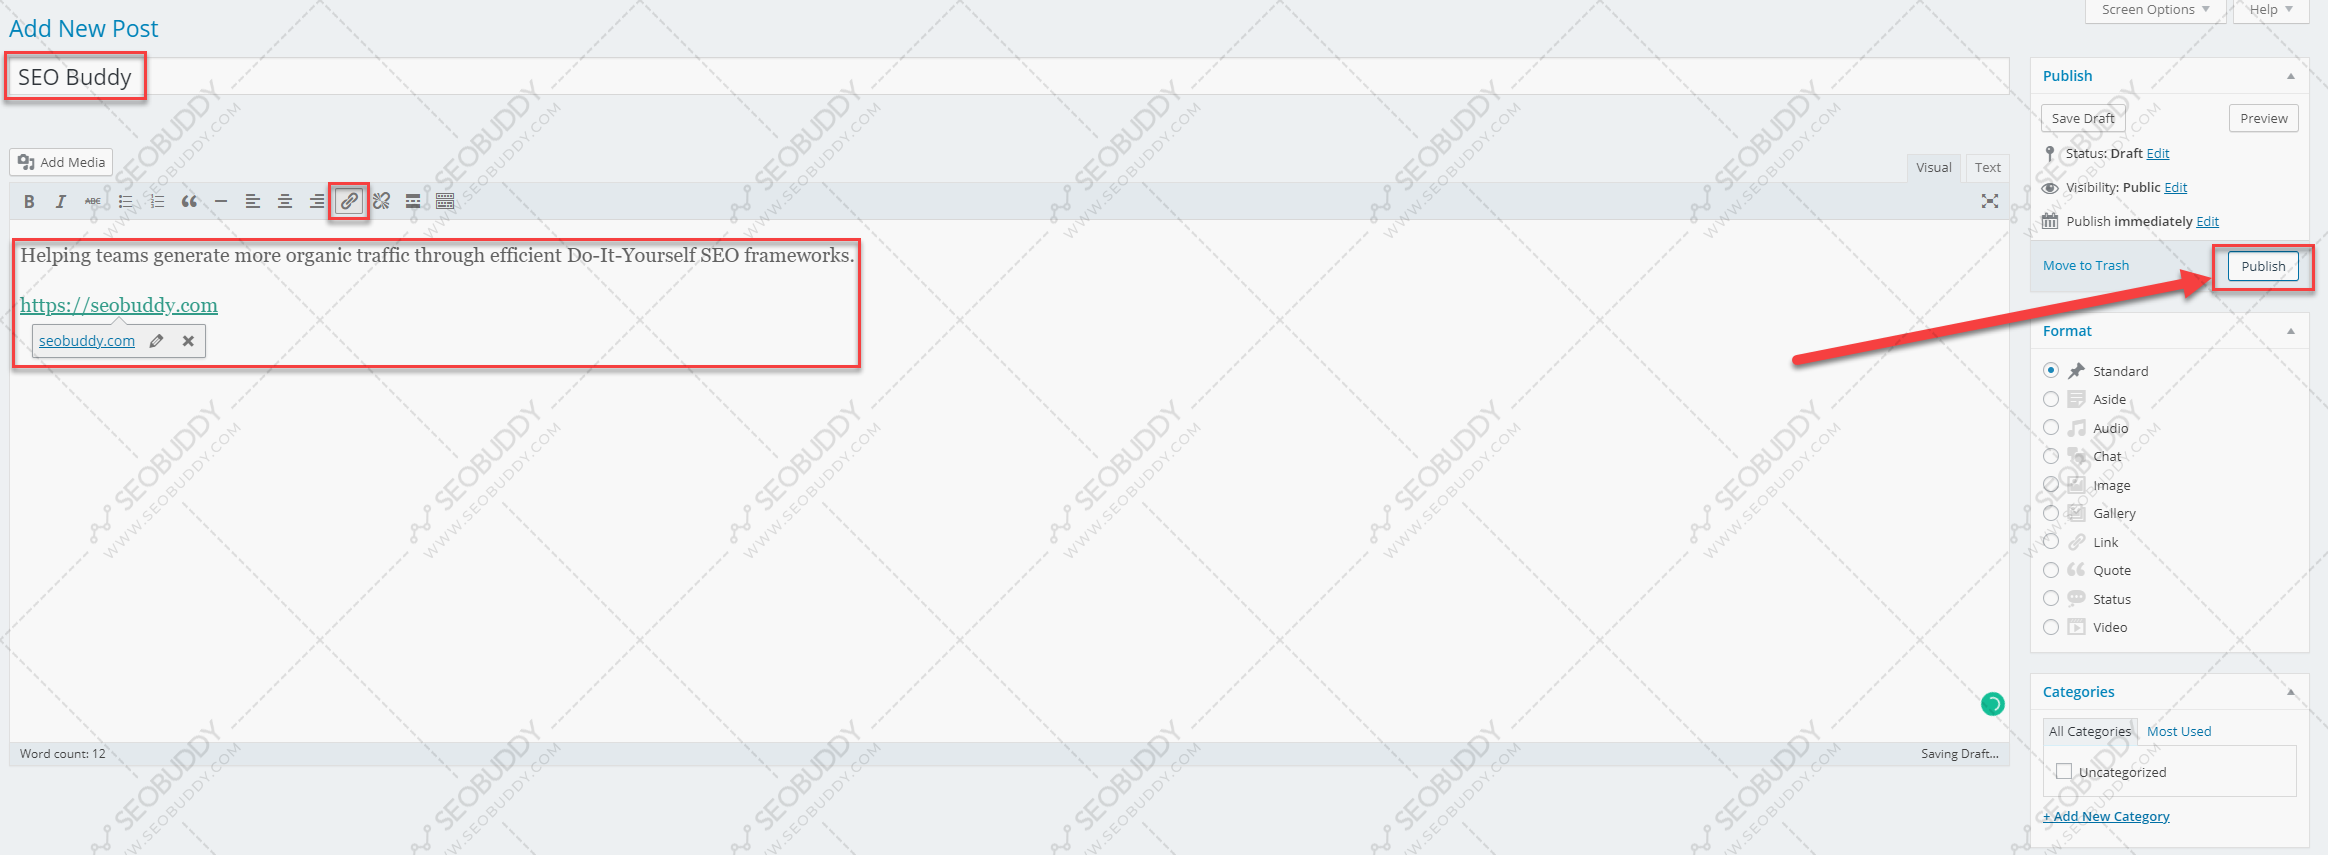 Screen Options
Help
Add New Post
SEO Buddy
Add Media
Visual
Text
B I ABC
Helping teams generate more organic traffic through efficient Do-It-Yourself SEO frameworks.
https://seobuddy.com
seobuddy.com
Word count: 12
Saving Draft...
Publish
Save Draft
Preview
Status: Draft Edit
Visibility: Public Edit
Publish immediately Edit
Move to Trash
Publish
Format
Standard
Aside
Audio
Chat
Image
Gallery
Link
Quote
Status
Video
Categories
All Categories
Most Used
Uncategorized
+ Add New Category
SEOBUDDY
WWW.SEOBUDDY.COM